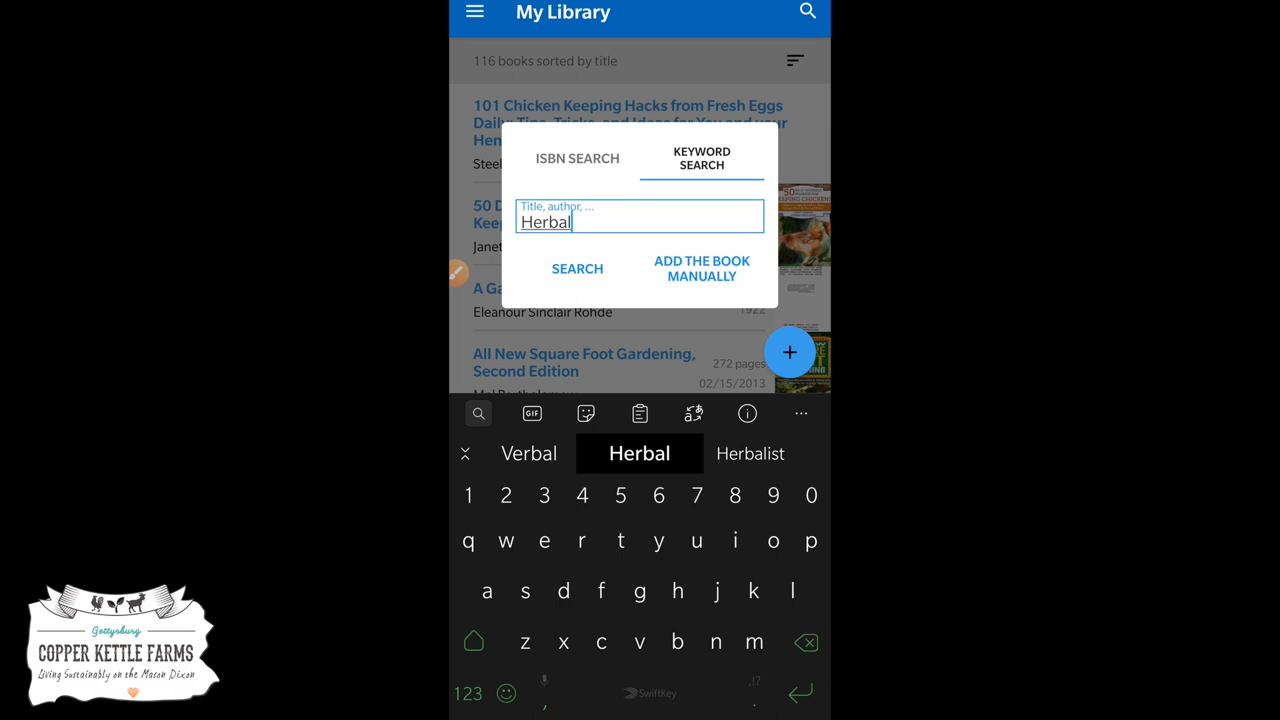 My Library
116 books sorted by title
101 Chicken Keeping Hacks from Fresh Eggs
Daily: Tips, Tricks, and Ideas for You and your
Hen
Steel
ISBN SEARCH
KEYWORD
SEARCH
Title, author, ...
Herbal
SEARCH
ADD THE BOOK
MANUALLY
50 D
Keep
Janet
KEEPING CHICKENS
A Ga
Eleanour Sinclair Rohde
1922
All New Square Foot Gardening,
Second Edition
272 pages
02/15/2013
GIF
Verbal
Herbal
Herbalist
1 2 3 4 5 6 7 8 9 0
q w e r t y u i o p
a s d f g h j k l
z x c v b n m
123
,
SwiftKey
,!?
.
Gettysburg
COPPER KETTLE FARMS
Living Sustainably on the Mason Dixon